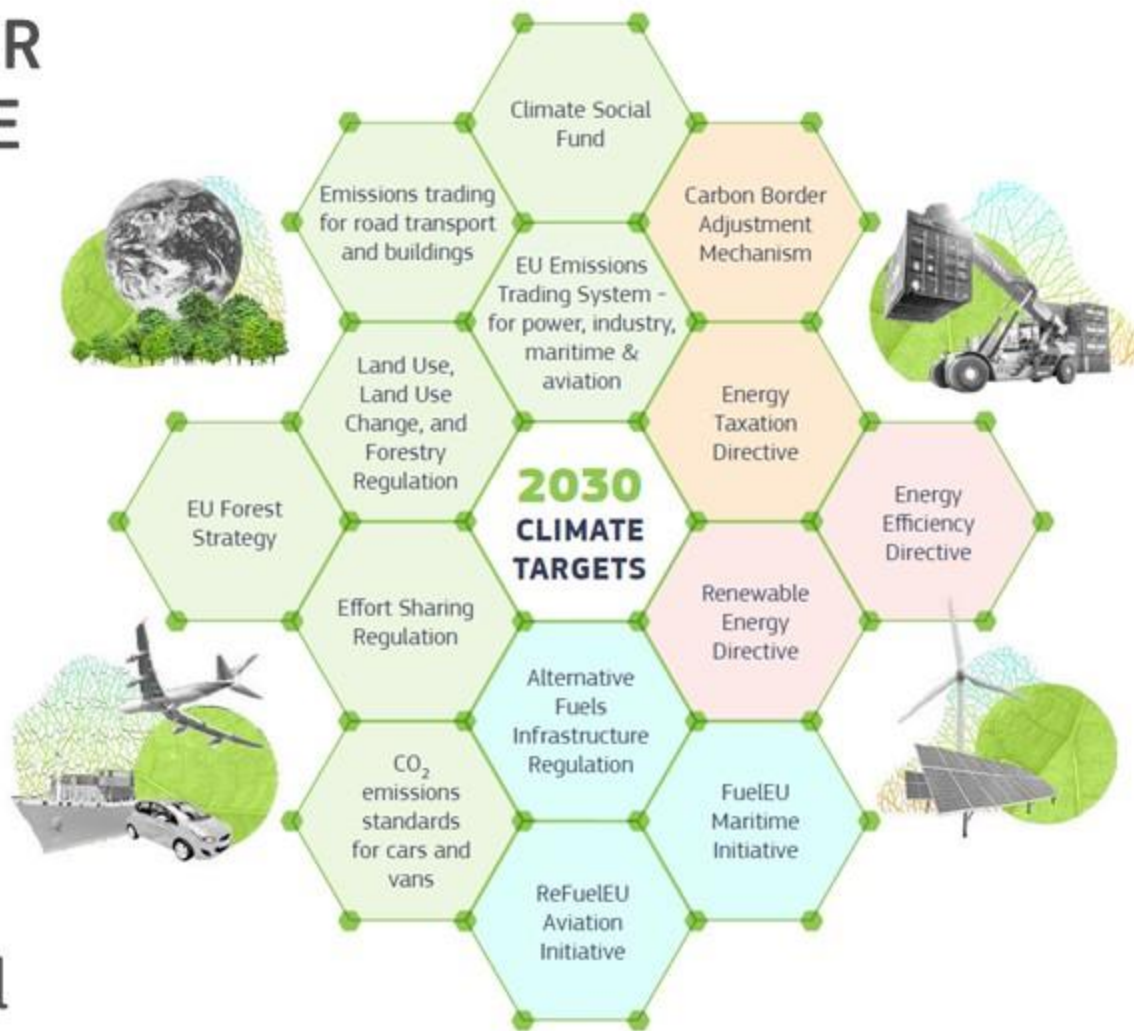 R
E
Climate Social
Fund
Emissions trading
for road transport
and buildings
Carbon Border
Adjustment
Mechanism
EU Emissions
Trading System -
for power, industry,
maritime &
aviation
Land Use,
Land Use
Change, and
Forestry
Regulation
Energy
Taxation
Directive
EU Forest
Strategy
2030
CLIMATE
TARGETS
Energy
Efficiency
Directive
Effort Sharing
Regulation
Renewable
Energy
Directive
Alternative
Fuels
Infrastructure
Regulation
CO₂
emissions
standards
for cars and
vans
FuelEU
Maritime
Initiative
ReFuelEU
Aviation
Initiative